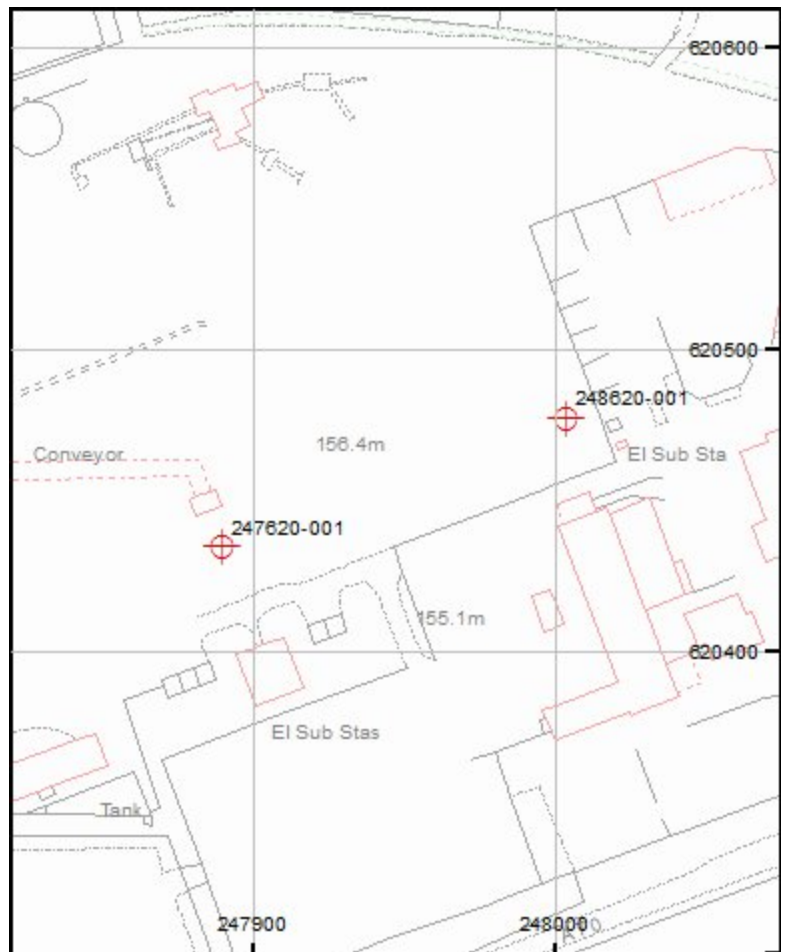 620600
620500
248620-001
Conveyor
156.4m
El Sub Sta
247620-001
155.1m
620400
El Sub Stas
Tank
247900
248000